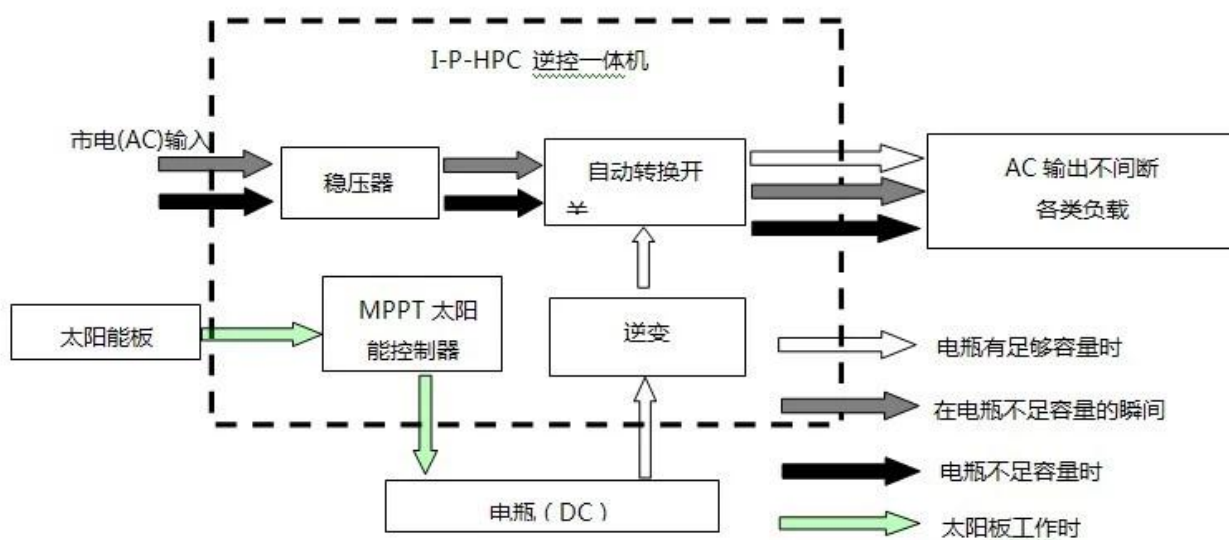 I-P-HPC 逆控一体机
市电(AC)输入
稳压器
自动转换开
关
AC 输出不间断
各类负载
MPPT 太阳
能控制器
太阳能板
逆变
电瓶有足够容量时
在电瓶不足容量的瞬间
电瓶不足容量时
电瓶（DC）
太阳板工作时